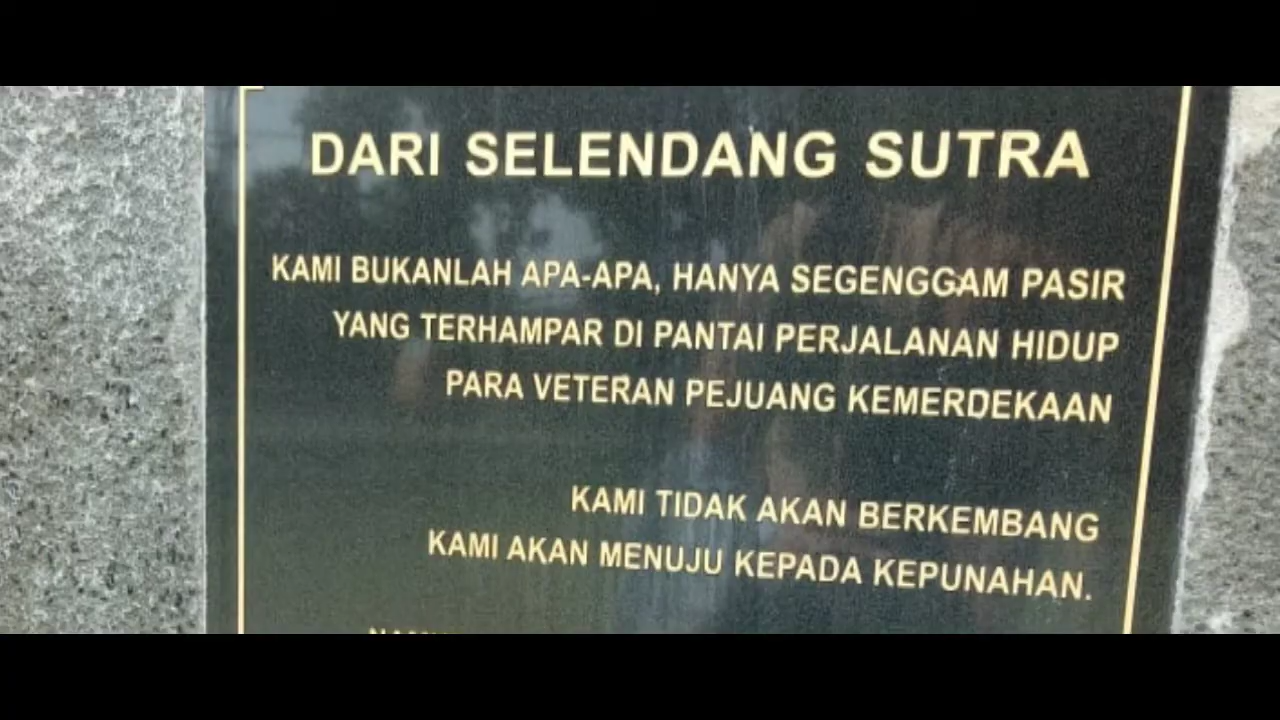 DARI SELENDANG SUTRA
KAMI BUKANLAH APA-APA, HANYA SEGENGGAM PASIR
YANG TERHAMPAR DI PANTAI PERJALANAN HIDUP
PARA VETERAN PEJUANG KEMERDEKAAN
KAMI TIDAK AKAN BERKEMBANG
KAMI AKAN MENUJU KEPADA KEPUNAHAN.